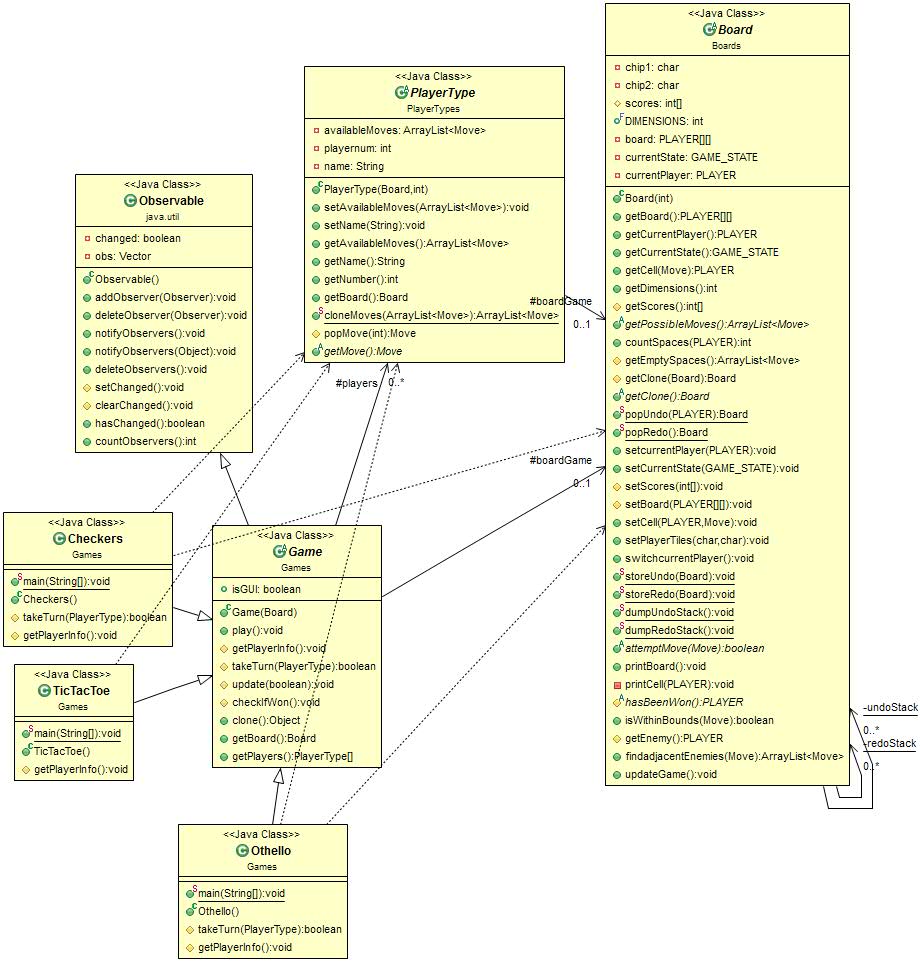 <<Java Class>>
Board
Boards
chip1: char
chip2: char
scores: int[]
F
DIMENSIONS: int
board: PLAYER[][]
currentState: GAME_STATE
currentPlayer: PLAYER
Board(int)
getBoard():PLAYER[][]
getCurrentPlayer():PLAYER
getCurrentState():GAME_STATE
getCell(Move):PLAYER
getDimensions():int
getScores():int[]
getPossibleMoves():ArrayList<Move>
countSpaces(PLAYER):int
getEmptySpaces():ArrayList<Move>
getClone(Board):Board
getClone():Board
popUndo(PLAYER):Board
popRedo():Board
setcurrentPlayer(PLAYER):void
setCurrentState(GAME_STATE):void
setScores(int[]):void
setBoard(PLAYER[][]):void
setCell(PLAYER,Move):void
setPlayerTiles(char,char):void
switchcurrentPlayer():void
storeUndo(Board):void
storeRedo(Board):void
dumpUndoStack():void
dumpRedoStack():void
attemptMove(Move):boolean
printBoard():void
printCell(PLAYER):void
hasBeenWon():PLAYER
isWithinBounds(Move):boolean
getEnemy():PLAYER
findadjacentEnemies(Move):ArrayList<Move>
updateGame():void
<<Java Class>>
PlayerType
PlayerTypes
availableMoves: ArrayList<Move>
playernum: int
name: String
PlayerType(Board,int)
setAvailableMoves(ArrayList<Move>):void
setName(String):void
getAvailableMoves():ArrayList<Move>
getName():String
getNumber():int
getBoard():Board
cloneMoves(ArrayList<Move>):ArrayList<Move>
popMove(int):Move
getMove():Move
<<Java Class>>
Observable
java.util
changed: boolean
obs: Vector
Observable()
addObserver(Observer):void
deleteObserver(Observer):void
notifyObservers():void
notifyObservers(Object):void
deleteObservers():void
setChanged():void
clearChanged():void
hasChanged():boolean
countObservers():int
#boardGame
0..1
#players
0..*
#boardGame
0..1
<<Java Class>>
Checkers
Games
main(String[]):void
Checkers()
takeTurn(PlayerType):boolean
getPlayerInfo():void
<<Java Class>>
Game
Games
isGUI: boolean
Game(Board)
play():void
getPlayerInfo():void
takeTurn(PlayerType):boolean
update(boolean):void
checkIfWon():void
clone():Object
getBoard():Board
getPlayers():PlayerType[]
<<Java Class>>
TicTacToe
Games
main(String[]):void
TicTacToe()
getPlayerInfo():void
-undoStack
0..*
-redoStack
0..*
<<Java Class>>
Othello
Games
main(String[]):void
Othello()
takeTurn(PlayerType):boolean
getPlayerInfo():void